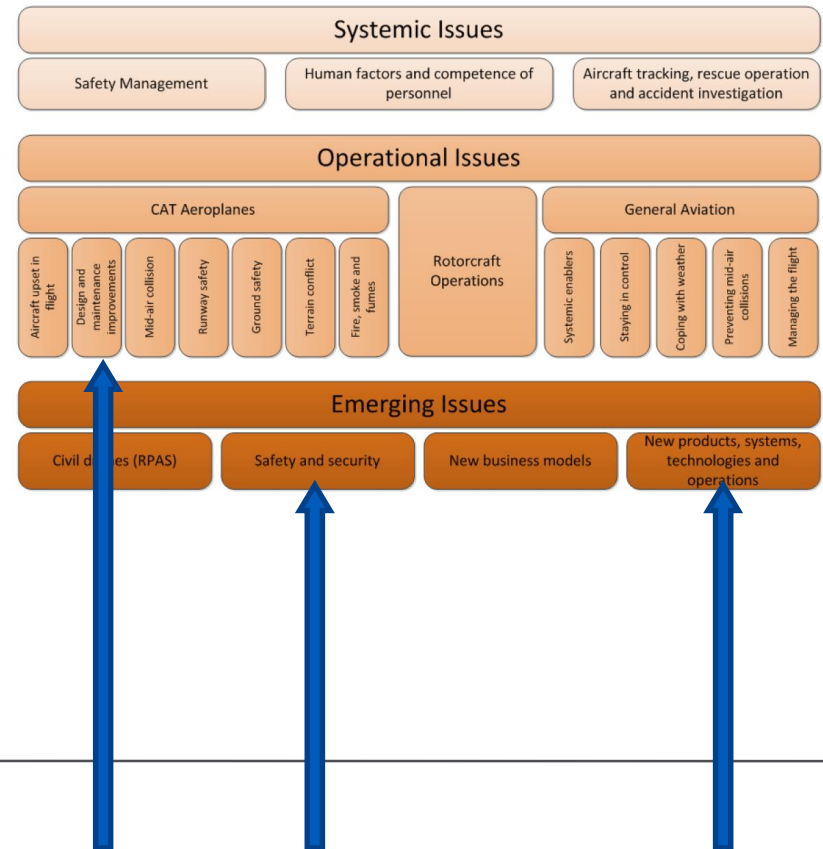 Systemic Issues
Safety Management
Human factors and competence of
personnel
Aircraft tracking, rescue operation
and accident investigation
Operational Issues
CAT Aeroplanes
Aircraft upset in
flight
Design and
maintenance
improvements
Mid-air collision
Runway safety
Ground safety
Terrain conflict
Fire, smoke and
fumes
Rotorcraft
Operations
General Aviation
Systemic enablers
Staying in control
Coping with weather
Preventing mid-air
collisions
Managing the flight
Emerging Issues
Civil (RPAS)
Safety and security
New business models
New products, systems,
technologies and
operations